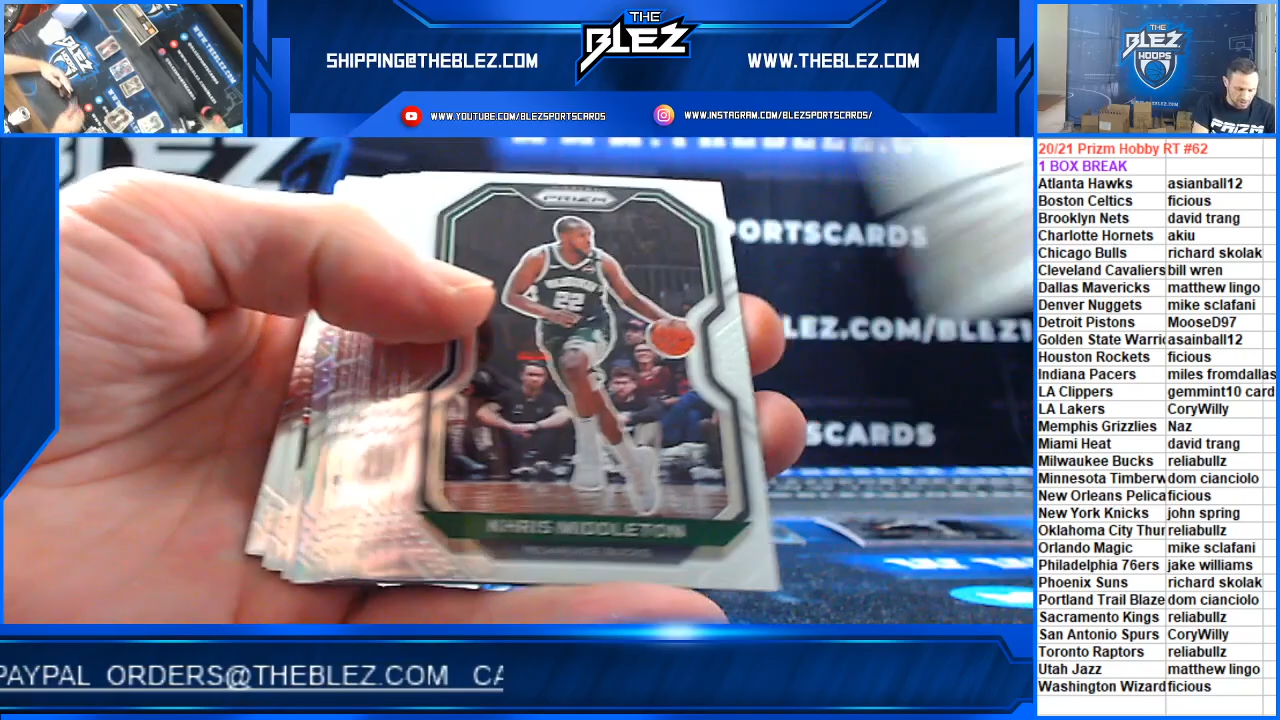 THE
BLEZ
SHIPPING@THEBLEZ.COM
WWW.THEBLEZ.COM
WWW.YOUTUBE.COM/BLEZSPORTSCARDS
WWW.INSTAGRAM.COM/BLEZSPORTSCARDS/
THE
BLEZ
HOOPS
PRIZM
20/21 Prizm Hobby RT #62
1 BOX BREAK
Atlanta Hawks asianball12
Boston Celtics ficious
Brooklyn Nets david trang
Charlotte Hornets akiu
Chicago Bulls richard skolak
Cleveland Cavaliers bill wren
Dallas Mavericks matthew lingo
Denver Nuggets mike sclafani
Detroit Pistons MooseD97
Golden State Warri asainball12
Houston Rockets ficious
Indiana Pacers miles fromdallas
LA Clippers gemmint10 card
LA Lakers CoryWilly
Memphis Grizzlies Naz
Miami Heat david trang
Milwaukee Bucks reliabullz
Minnesota Timberw dom cianciolo
New Orleans Pelica ficious
New York Knicks john spring
Oklahoma City Thur reliabullz
Orlando Magic mike sclafani
Philadelphia 76ers jake williams
Phoenix Suns richard skolak
Portland Trail Blaze dom cianciolo
Sacramento Kings reliabullz
San Antonio Spurs CoryWilly
Toronto Raptors reliabullz
Utah Jazz matthew lingo
Washington Wizard ficious
PRIZM
22
KHRIS MIDDLETON
PORTSCARDS
LEZ.COM/BLEZ1
SCARDS
PAYPAL ORDERS@THEBLEZ.COM CA